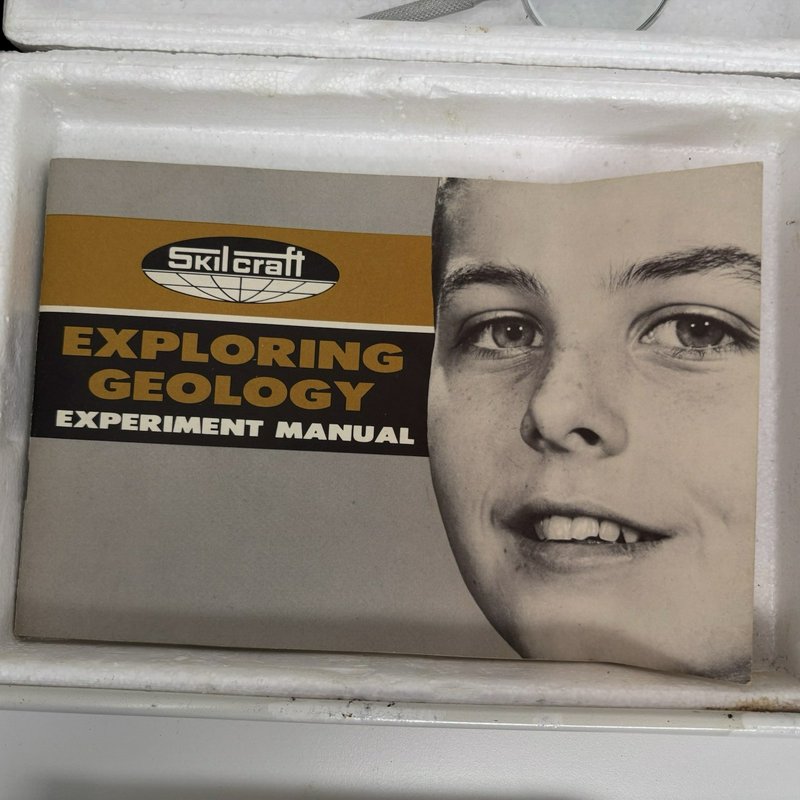 Skilcraft
EXPLORING
GEOLOGY
EXPERIMENT MANUAL